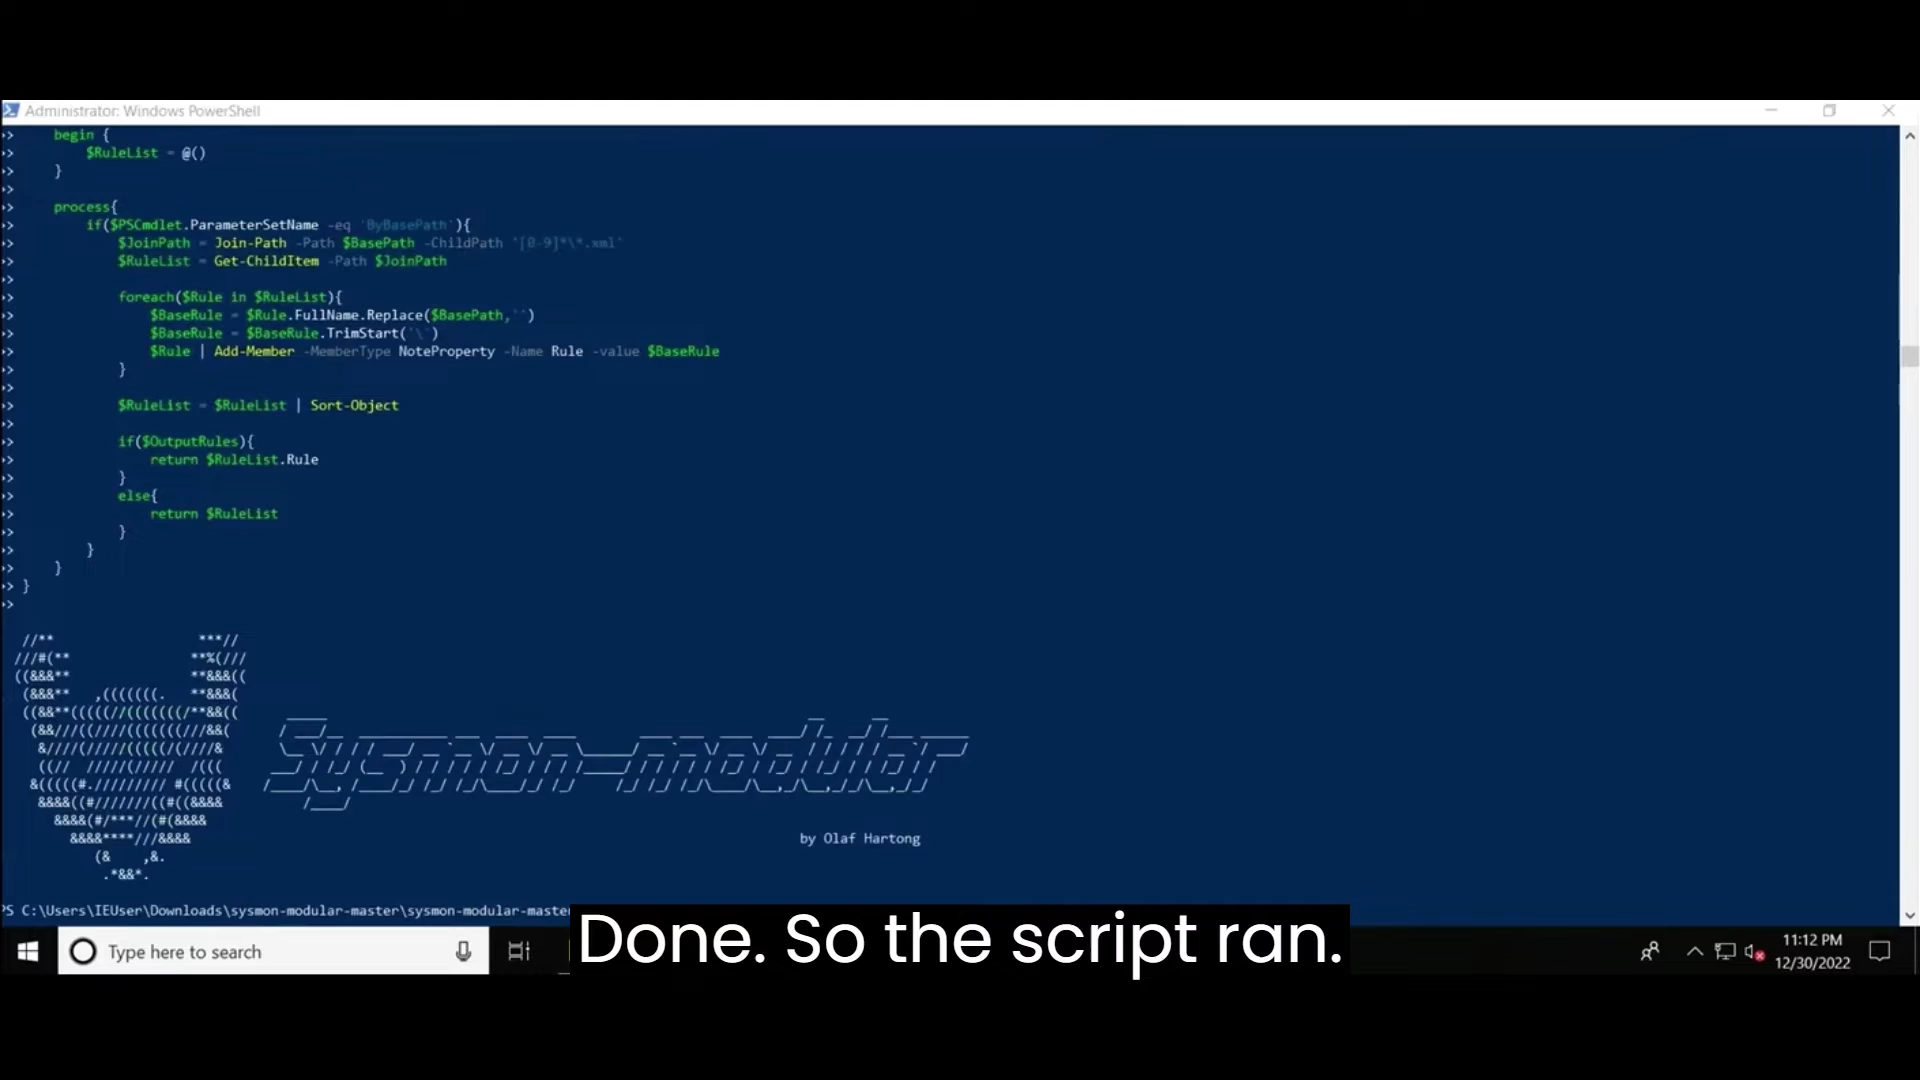 Administrator: Windows PowerShell
>> begin {
>> $RuleList = @()
>> }
>>
>> process{
>> if($PSCmdlet.ParameterSetName -eq 'ByBasePath'){
>> $JoinPath = Join-Path -Path $BasePath -ChildPath '[0-9]*\*.xml'
>> $RuleList = Get-ChildItem -Path $JoinPath
>>
>> foreach($Rule in $RuleList){
>> $BaseRule = $Rule.FullName.Replace($BasePath,'')
>> $BaseRule = $BaseRule.TrimStart('\')
>> $Rule | Add-Member -MemberType NoteProperty -Name Rule -value $BaseRule
>> }
>>
>> $RuleList = $RuleList | Sort-Object
>>
>> if($OutputRules){
>> return $RuleList.Rule
>> }
>> else{
>> return $RuleList
>> }
>> }
>> }
>> }
>>
Sysmon-modular
by Olaf Hartong
PS C:\Users\IEUser\Downloads\sysmon-modular-master\sysmon-modular-maste
Done. So the script ran.
Type here to search
11:12 PM
12/30/2022